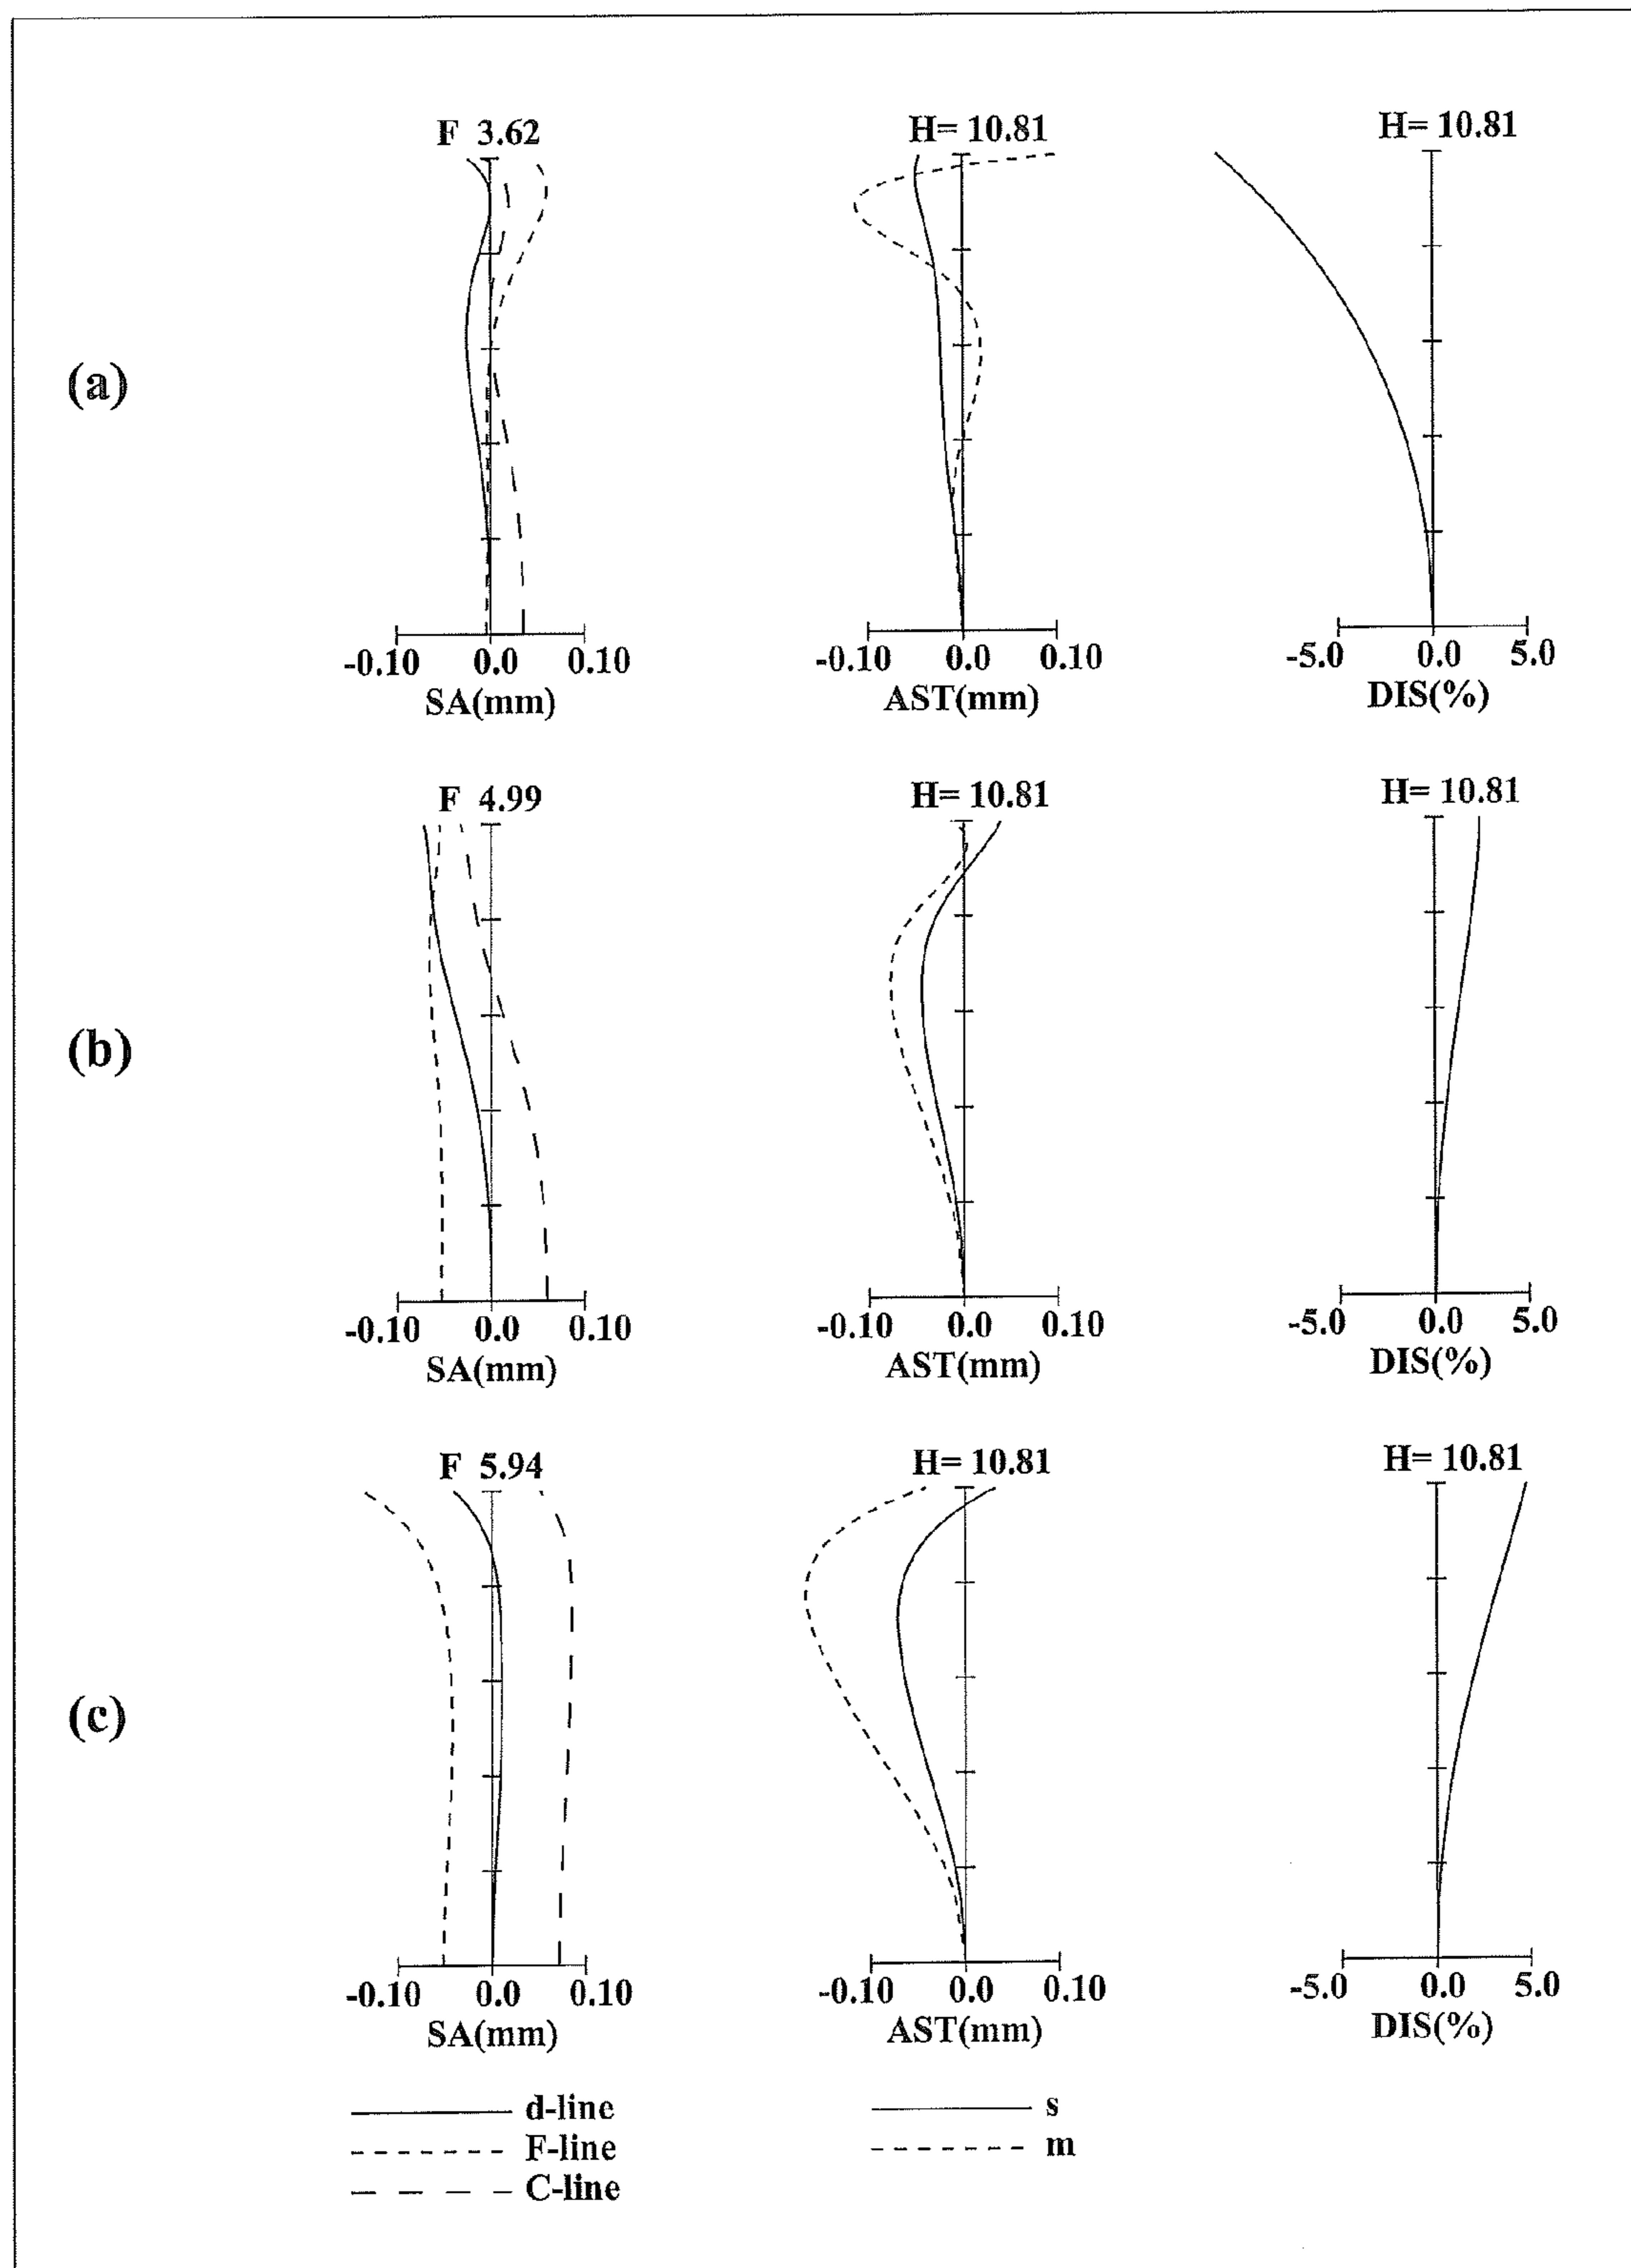 F 3.62 H= 10.81 H= 10.81
(a)
-0.10 0.0 0.10 -0.10 0.0 0.10 -5.0 0.0 5.0
SA(mm) AST(mm) DIS(%)
F 4.99 H= 10.81 H= 10.81
(b)
-0.10 0.0 0.10 -0.10 0.0 0.10 -5.0 0.0 5.0
SA(mm) AST(mm) DIS(%)
F 5.94 H= 10.81 H= 10.81
(c)
-0.10 0.0 0.10 -0.10 0.0 0.10 -5.0 0.0 5.0
SA(mm) AST(mm) DIS(%)
d-line s
F-line m
C-line